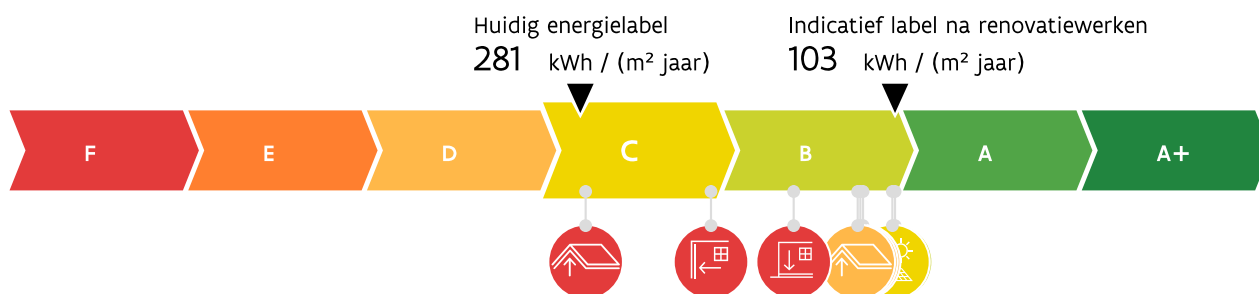 Huidig energielabel
281 kWh / (m² jaar)
Indicatief label na renovatiewerken
103 kWh / (m² jaar)
F E D C B A A+